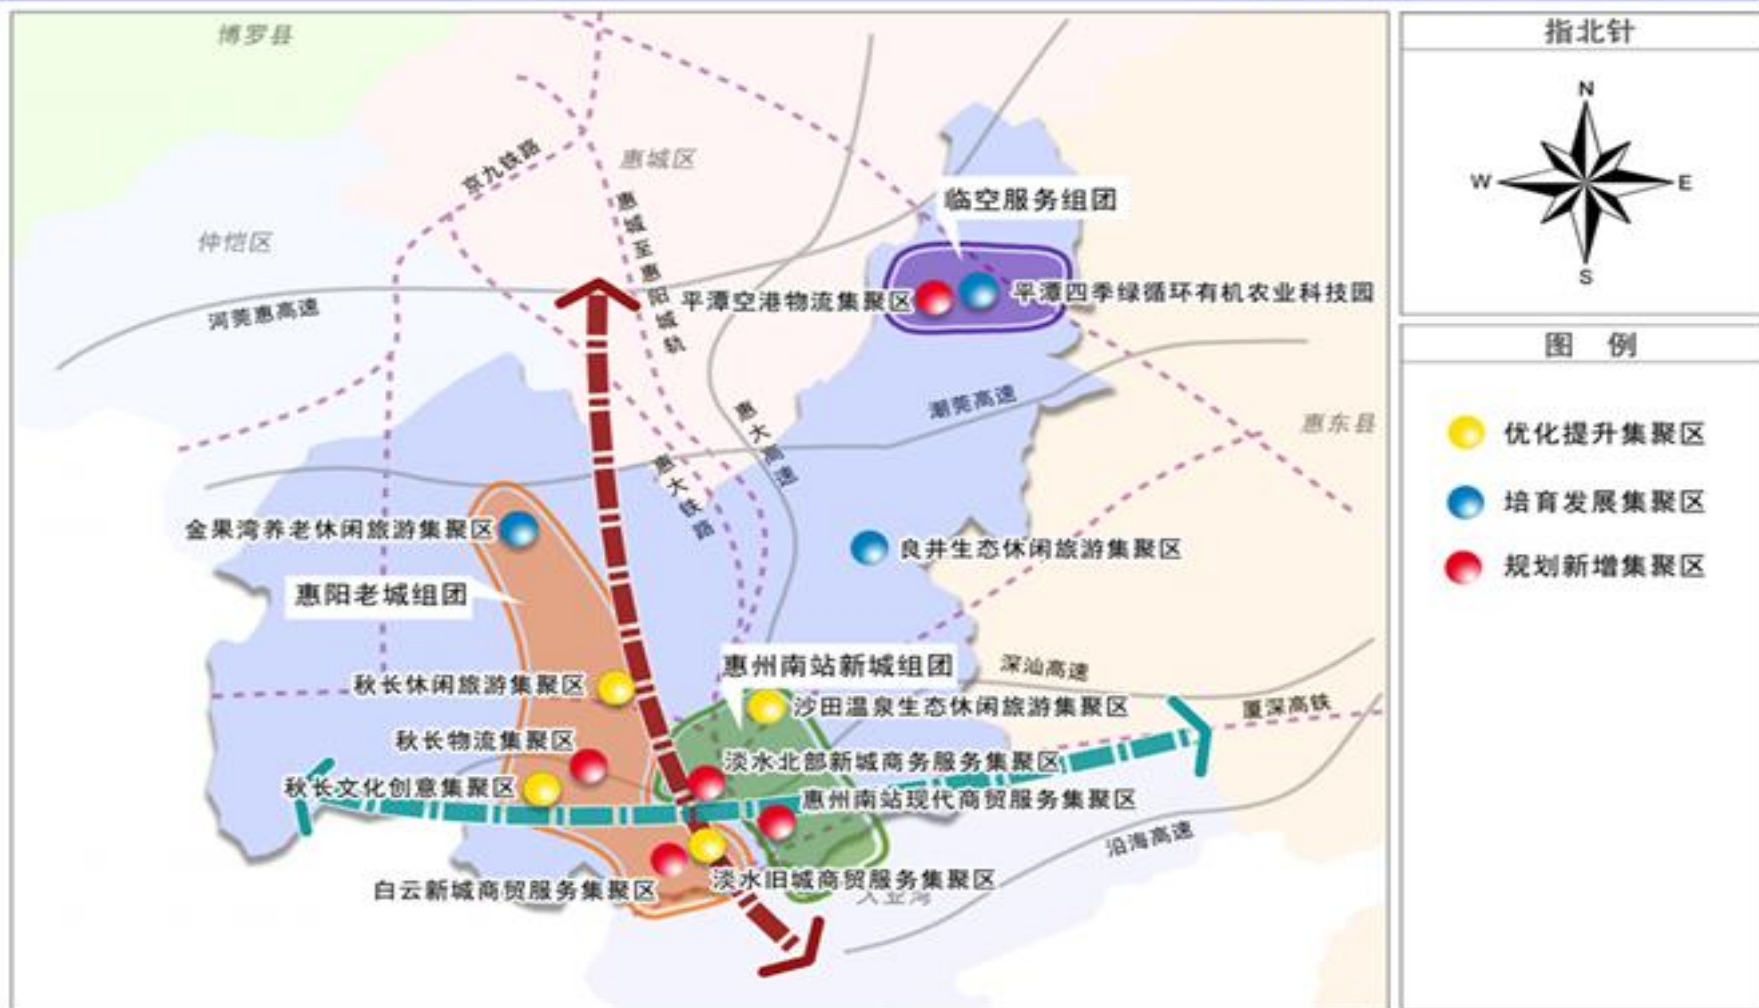 博罗县
指北针
N
京九铁路
惠城区
W
E
临空服务组团
仲恺区
惠城至惠阳城轨
S
平潭空港物流集聚区
平潭四季绿循环有机农业科技园
河莞惠高速
图 例
潮莞高速
惠大高速
惠东县
优化提升集聚区
惠大铁路
培育发展集聚区
金果湾养老休闲旅游集聚区
良井生态休闲旅游集聚区
规划新增集聚区
惠阳老城组团
惠州南站新城组团
深汕高速
秋长休闲旅游集聚区
沙田温泉生态休闲旅游集聚区
厦深高铁
秋长物流集聚区
淡水北部新城商务服务集聚区
秋长文化创意集聚区
惠州南站现代商贸服务集聚区
沿海高速
淡水旧城商贸服务集聚区
白云新城商贸服务集聚区
大亚湾